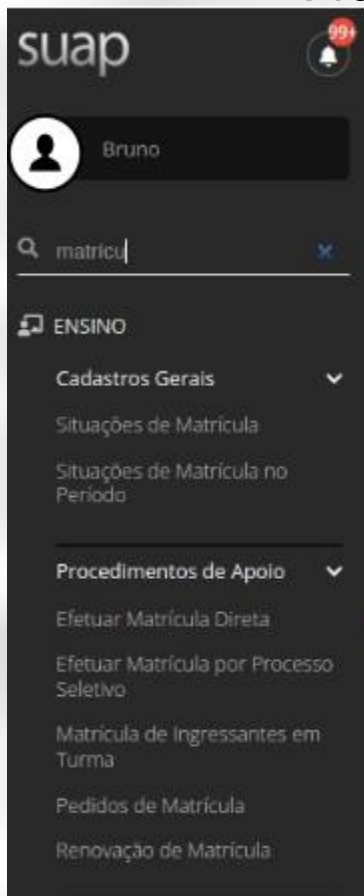 suap
99+
Bruno
matricu
ENSINO
Cadastros Gerais
Situações de Matrícula
Situações de Matrícula no
Período
Procedimentos de Apoio
Efetuar Matrícula Direta
Efetuar Matrícula por Processo
Seletivo
Matrícula de Ingressantes em
Turma
Pedidos de Matrícula
Renovação de Matrícula